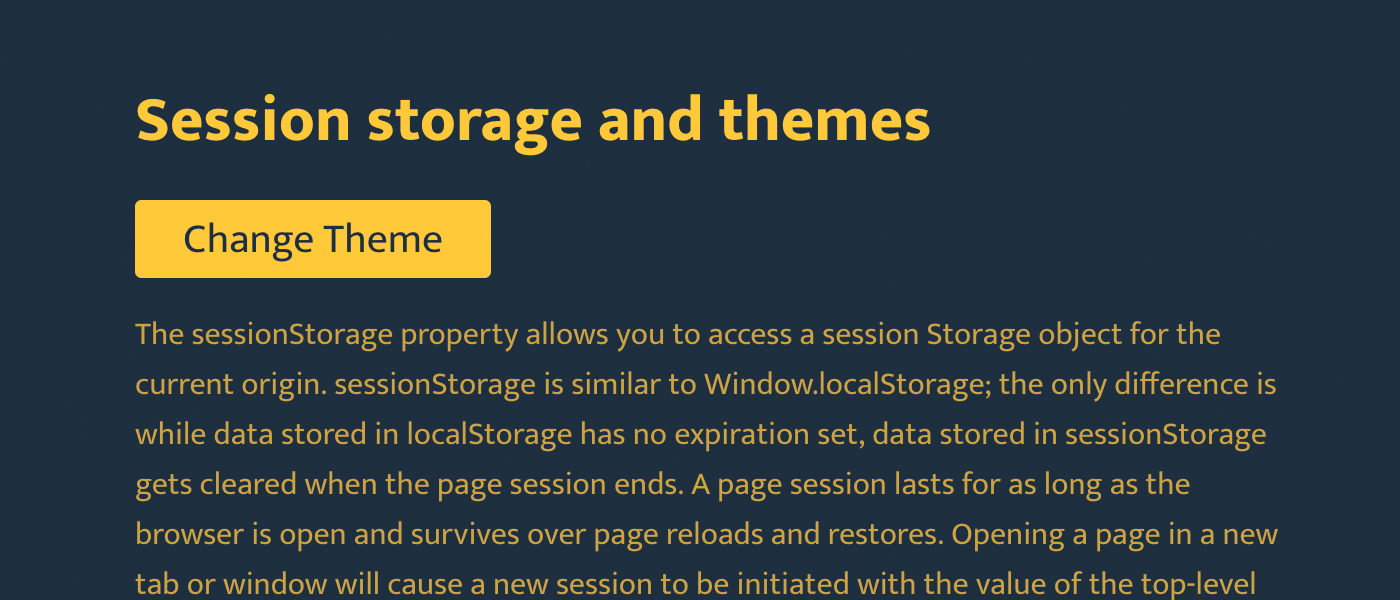 Session storage and themes
Change Theme
The sessionStorage property allows you to access a session Storage object for the
current origin. sessionStorage is similar to Window.localStorage; the only difference is
while data stored in localStorage has no expiration set, data stored in sessionStorage
gets cleared when the page session ends. A page session lasts for as long as the
browser is open and survives over page reloads and restores. Opening a page in a new
tab or window will cause a new session to be initiated with the value of the top-level